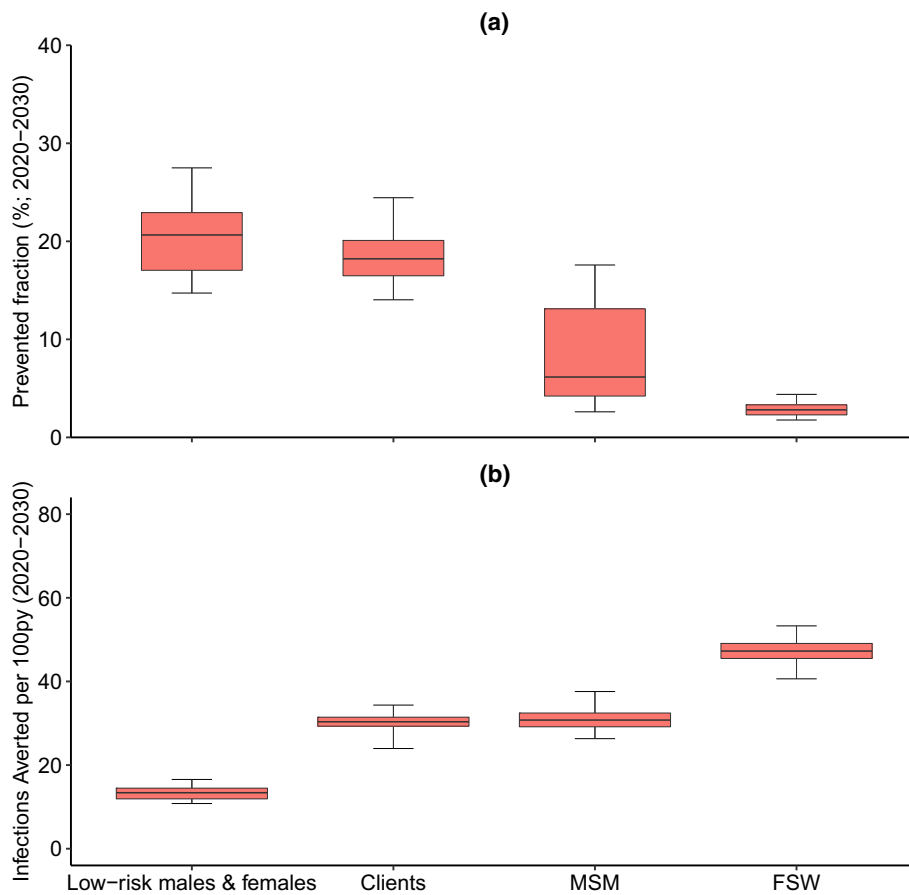 (a)
Prevented fraction (%; 2020−2030)
40
30
20
10
0
(b)
Infections Averted per 100py (2020−2030)
80
60
40
20
0
Low−risk males & females Clients MSM FSW